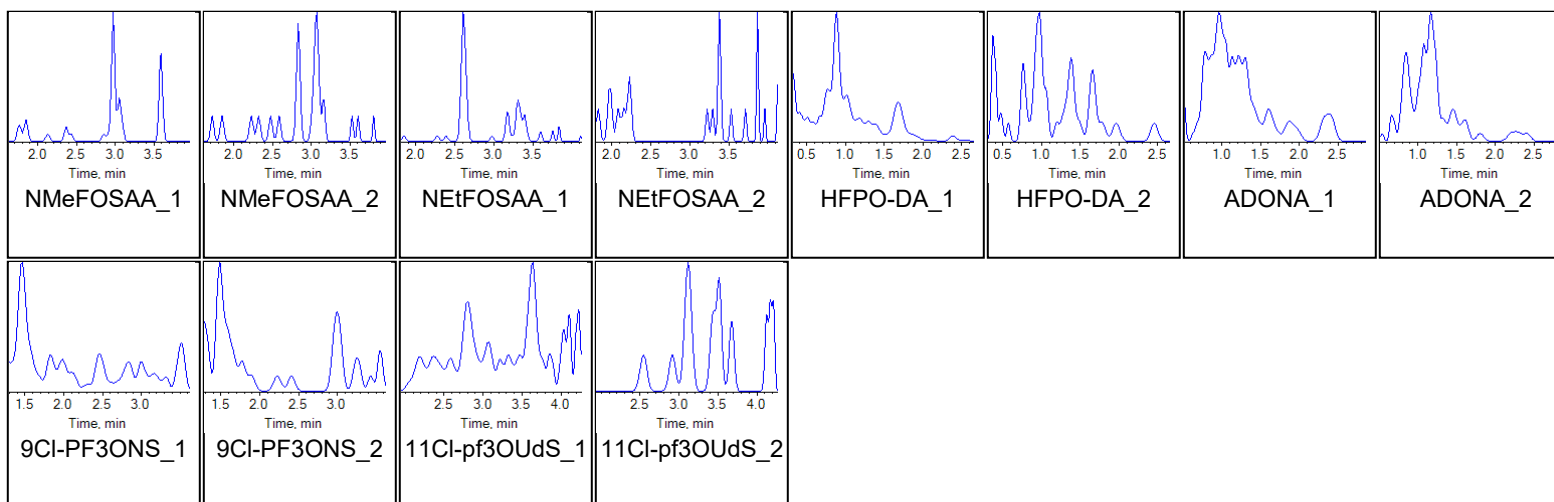 2.0 2.5 3.0 3.5 2.0 2.5 3.0 3.5 2.0 2.5 3.0 3.5 2.0 2.5 3.0 3.5 4.0 0.5 1.0 1.5 2.0 2.5 0.5 1.0 1.5 2.0 2.5 1.0 1.5 2.0 2.5 1.0 1.5 2.0 2.5
Time, min Time, min Time, min Time, min Time, min Time, min Time, min Time, min
NMeFOSAA_1 NMeFOSAA_2 NEtFOSAA_1 NEtFOSAA_2 HFPO-DA_1 HFPO-DA_2 ADONA_1 ADONA_2
1.5 2.0 2.5 3.0 2.0 2.5 3.0 2.5 3.0 3.5 4.0 2.5 3.0 3.5 4.0
Time, min Time, min Time, min Time, min
9Cl-PF3ONS_1 9Cl-PF3ONS_2 11Cl-pf3OUdS_1 11Cl-pf3OUdS_2